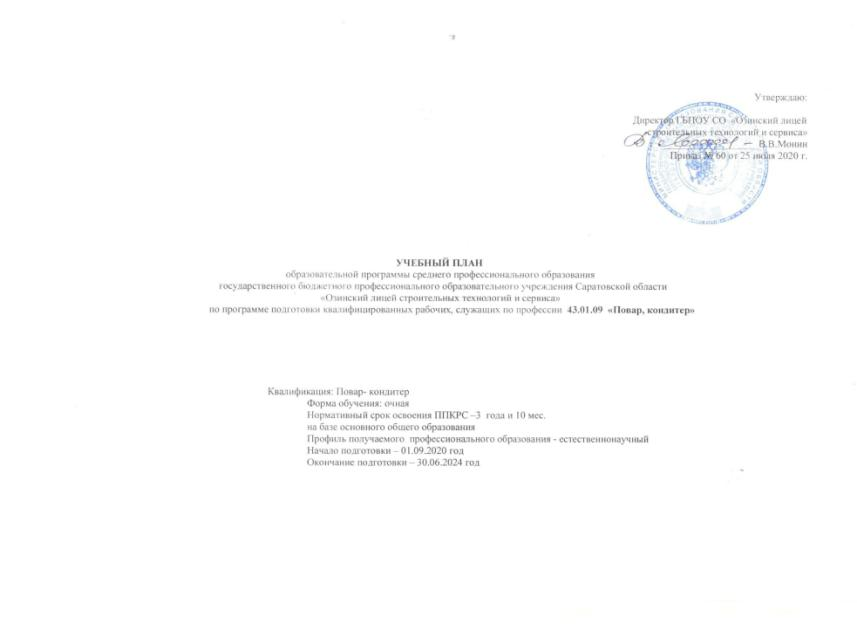 Утверждаю:
Директор ГБПОУ СО «Озинский лицей
строительных технологий и сервиса»
В.В.Монин
Приказ № 60 от 25 2020 г.
УЧЕБНЫЙ ПЛАН
образовательной программы среднего профессионального образования
государственного бюджетного профессионального образовательного учреждения Саратовской области
«Озинский лицей строительных технологий и сервиса»
по программе подготовки квалифицированных рабочих, служащих по профессии 43.01.09 «Повар, кондитер»
Квалификация: Повар- кондитер
Форма обучения: очная
Нормативный срок освоения ППКРС –3 года и 10 мес.
на базе основного общего образования
Профиль получаемого профессионального образования - естественнонаучный
Начало подготовки – 01.09.2020 год
Окончание подготовки – 30.06.2024 год